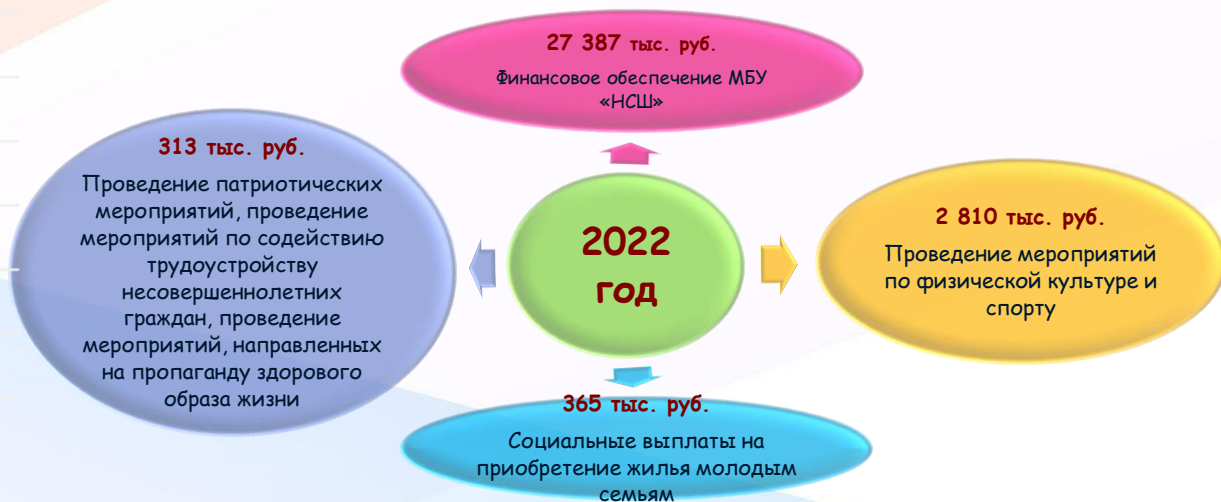 27 387 тыс. руб.
Финансовое обеспечение МБУ
«НСШ»
313 тыс. руб.
Проведение патриотических
мероприятий, проведение
мероприятий по содействию
трудоустройству
несовершеннолетних
граждан, проведение
мероприятий, направленных
на пропаганду здорового
образа жизни
2022
год
2 810 тыс. руб.
Проведение мероприятий
по физической культуре и
спорту
365 тыс. руб.
Социальные выплаты на
приобретение жилья молодым
семьям